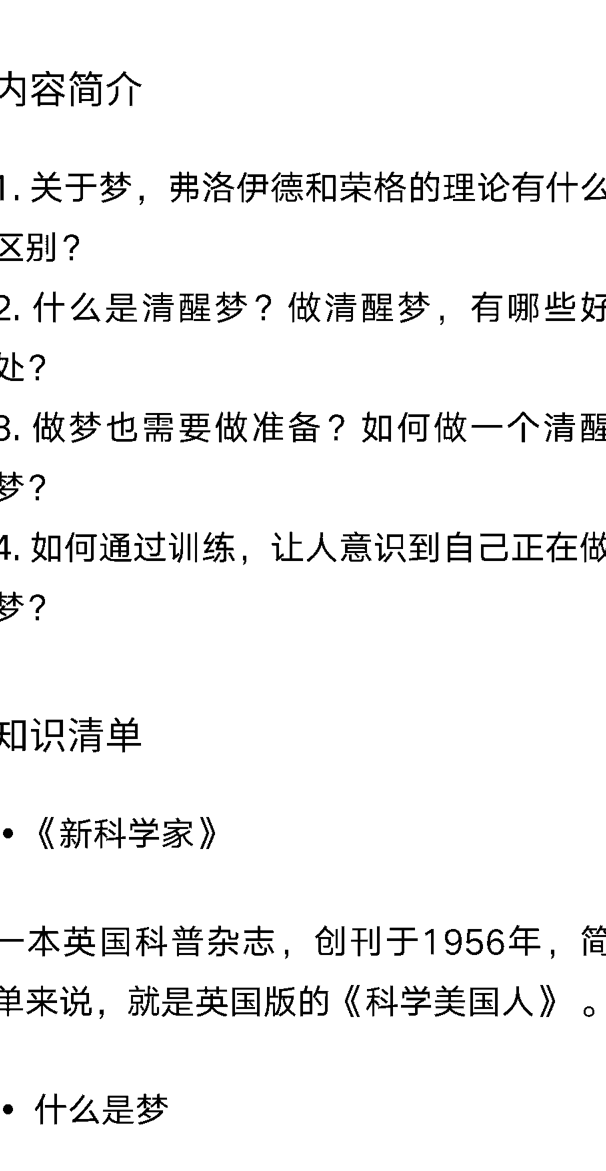 内容简介
1. 关于梦，弗洛伊德和荣格的理论有什么
区别？
2. 什么是清醒梦？做清醒梦，有哪些好
处？
3. 做梦也需要做准备？如何做一个清醒
梦？
4. 如何通过训练，让人意识到自己正在做
梦？
知识清单
• 《新科学家》
一本英国科普杂志，创刊于1956年，简
单来说，就是英国版的《科学美国人》 。
• 什么是梦